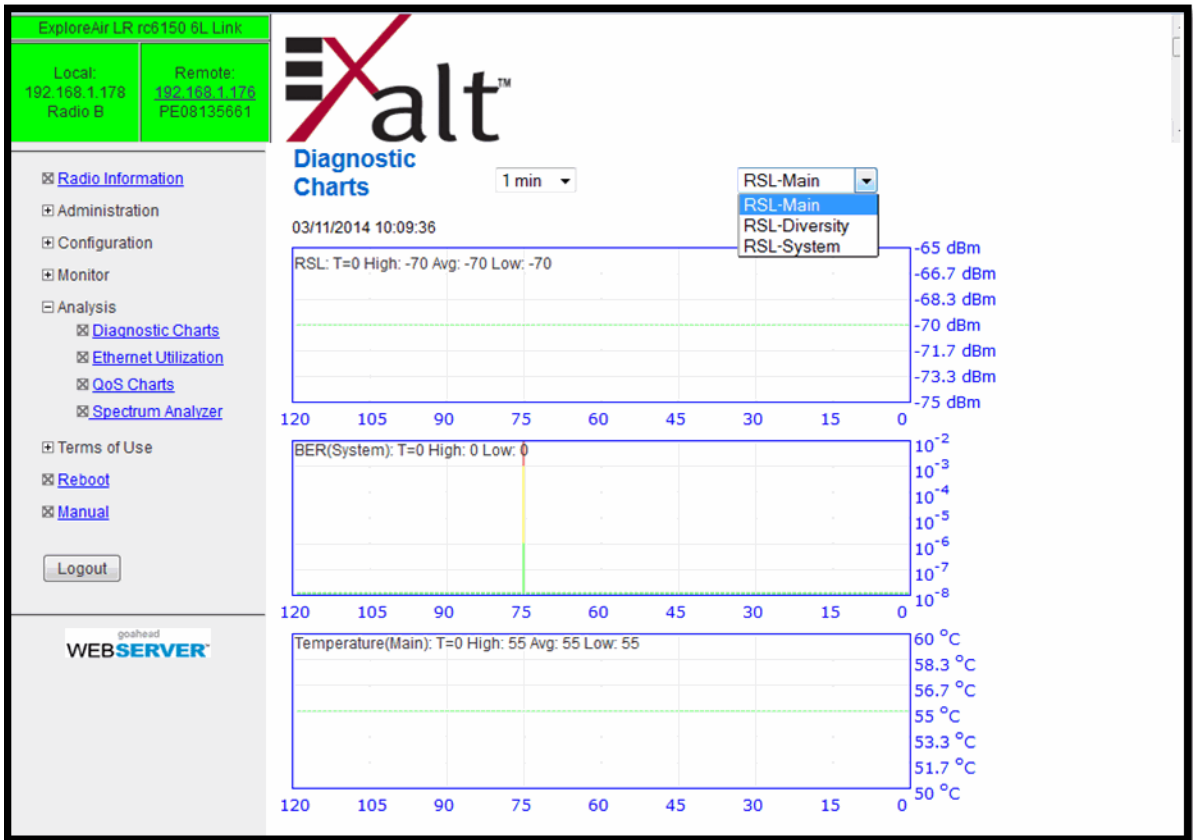 ExploreAir LR rc6150 6L Link
Local:
192.168.1.178
Radio B
Remote:
192.168.1.176
PE08135661
EXalt™
Radio Information
Administration
Configuration
Monitor
Analysis
Diagnostic Charts
Ethernet Utilization
QoS Charts
Spectrum Analyzer
Terms of Use
Reboot
Manual
Logout
goahead
WEBSERVER
Diagnostic
Charts
1 min
RSL-Main
RSL-Main
RSL-Diversity
RSL-System
03/11/2014 10:09:36
RSL: T=0 High: -70 Avg: -70 Low: -70
-65 dBm
-66.7 dBm
-68.3 dBm
-70 dBm
-71.7 dBm
-73.3 dBm
-75 dBm
120 105 90 75 60 45 30 15 0
BER(System): T=0 High: 0 Low: 0
10-2
10-3
10-4
10-5
10-6
10-7
10-8
120 105 90 75 60 45 30 15 0
Temperature(Main): T=0 High: 55 Avg: 55 Low: 55
60 °C
58.3 °C
56.7 °C
55 °C
53.3 °C
51.7 °C
50 °C
120 105 90 75 60 45 30 15 0